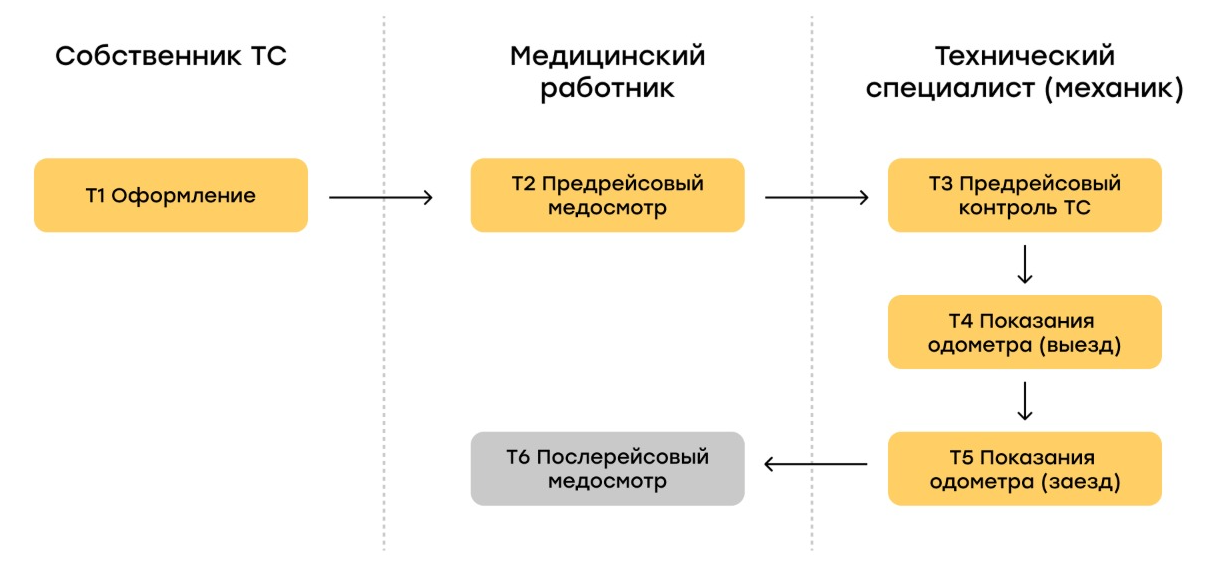 Собственник ТС
Медицинский
работник
Технический
специалист (механик)
Т1 Оформление
Т2 Предрейсовый
медосмотр
Т3 Предрейсовый
контроль ТС
Т4 Показания
одометра (выезд)
Т6 Послерейсовый
медосмотр
Т5 Показания
одометра (заезд)